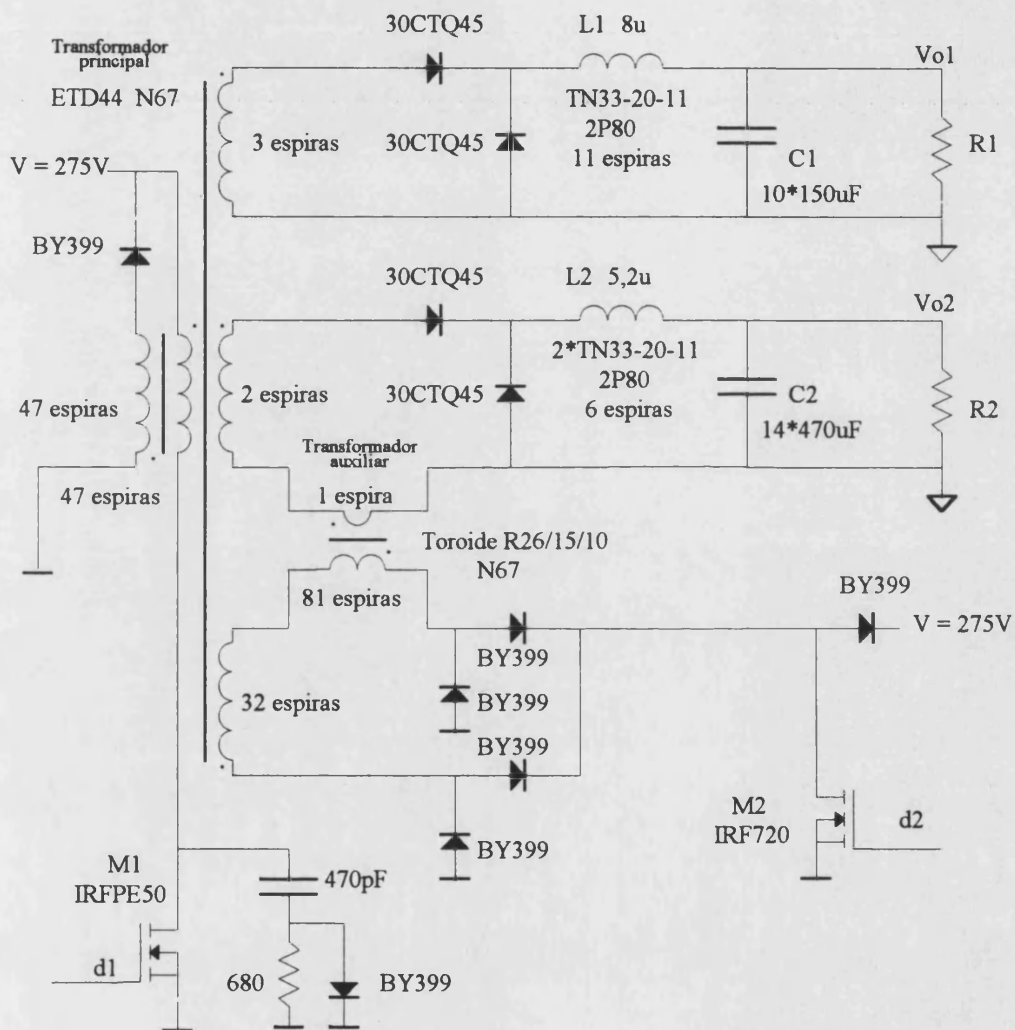 30CTQ45
L1 8u
Vo1
Transformador
principal
ETD44 N67
3 espiras
30CTQ45
TN33-20-11
2P80
11 espiras
C1
10*150uF
R1
V = 275V
BY399
30CTQ45
L2 5,2u
Vo2
47 espiras
2 espiras
30CTQ45
2*TN33-20-11
2P80
6 espiras
C2
14*470uF
R2
47 espiras
Transformador
auxiliar
1 espira
Toroide R26/15/10
N67
81 espiras
BY399
V = 275V
BY399
32 espiras
BY399
BY399
M2
IRF720
d2
BY399
M1
IRFPE50
470pF
d1
680
BY399